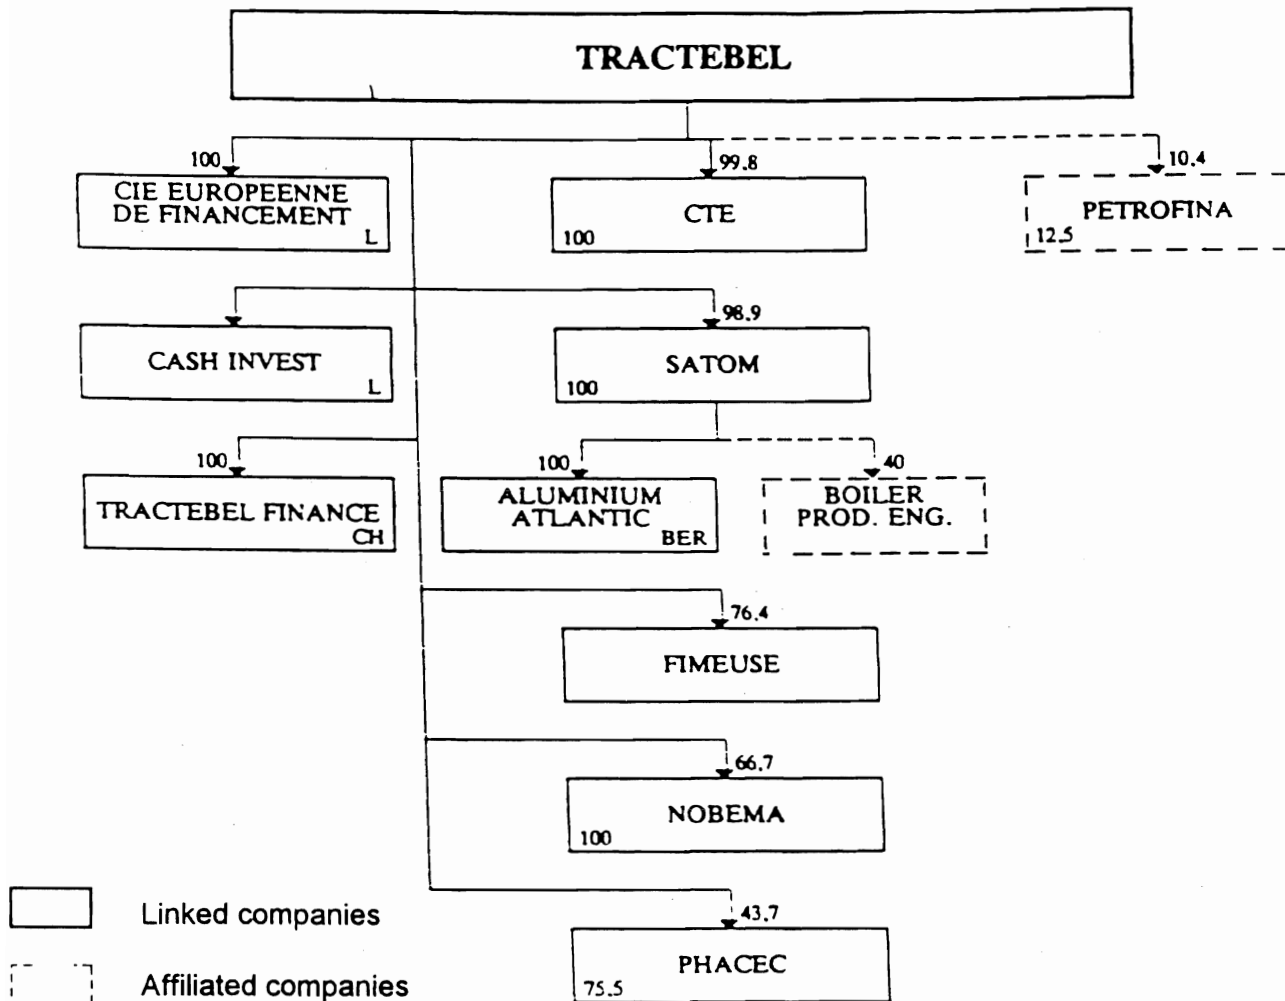 TRACTEBEL
100
99.8
10.4
CIE EUROPEENNE
DE FINANCEMENT
L
CTE
100
PETROFINA
12.5
98.9
CASH INVEST
L
SATOM
100
100
100
40
TRACTEBEL FINANCE
CH
ALUMINIUM
ATLANTIC
BER
BOILER
PROD. ENG.
76.4
FIMEUSE
66.7
NOBEMA
100
43.7
Linked companies
PHACEC
75.5
Affiliated companies